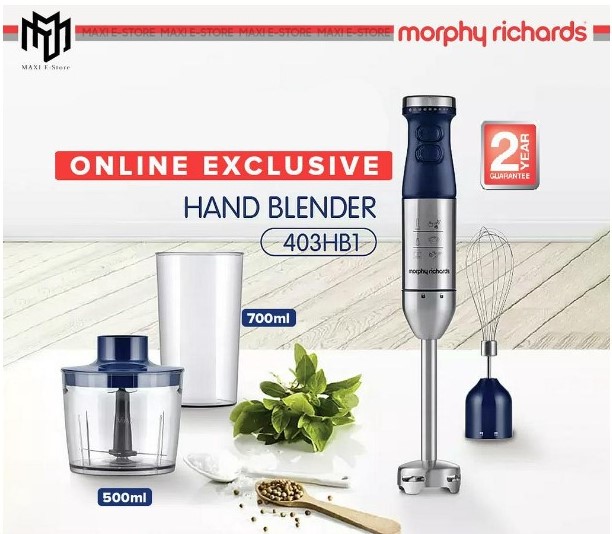 MAXI E-Store
MAXI E-STORE MAXI E-STORE MAXI E-STORE MAXI E-STORE
morphy richards
2 YEAR
GUARANTEE
ONLINE EXCLUSIVE
HAND BLENDER
403HB1
morphy richards
700ml
500ml